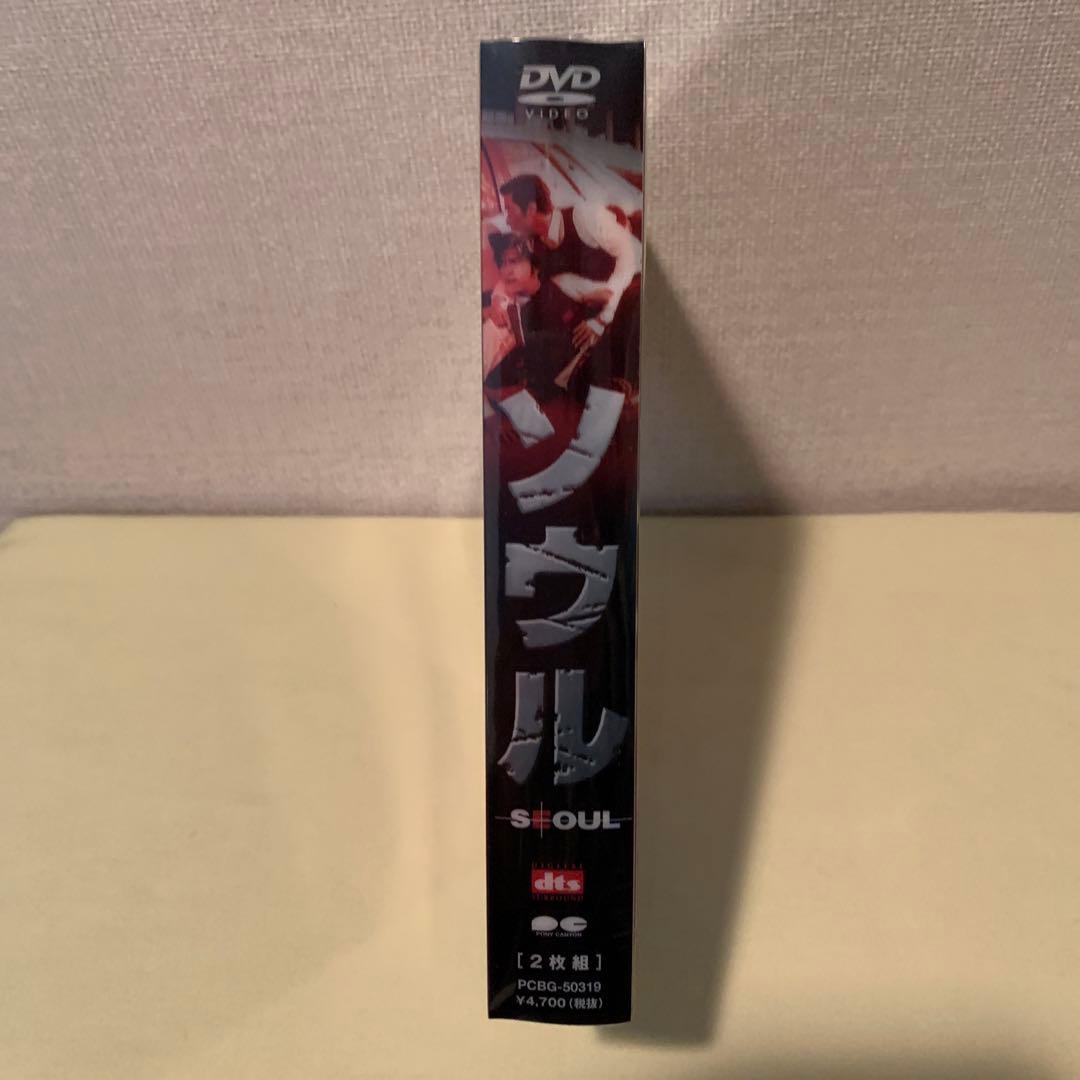 DVD
VIDEO
ソウル
SEOUL
DIGITAL
dts
SURROUND
PC
PONY CANYON
[2枚組]
PCBG-50319
¥4,700(税抜)